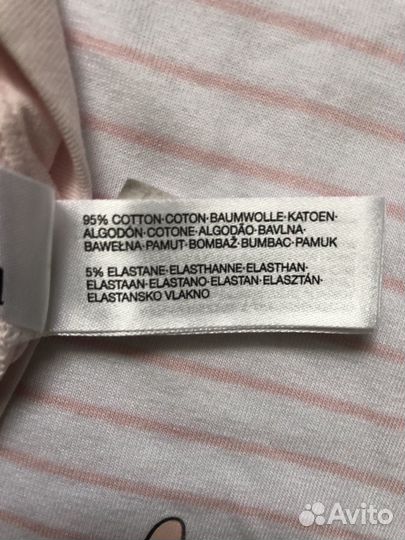 95% COTTON·COTON·BAUMWOLLE·KATOEN·
ALGODÓN·COTONE·ALGODÃO·BAVLNA·
BAWEŁNA·PAMUT·BOMBAŽ·BUMBAC·PAMUK
5% ELASTANE·ELASTHANNE·ELASTHAN·
ELASTAAN·ELASTANO·ELASTAN·ELASZTÁN·
ELASTANSKO VLAKNO
Avito